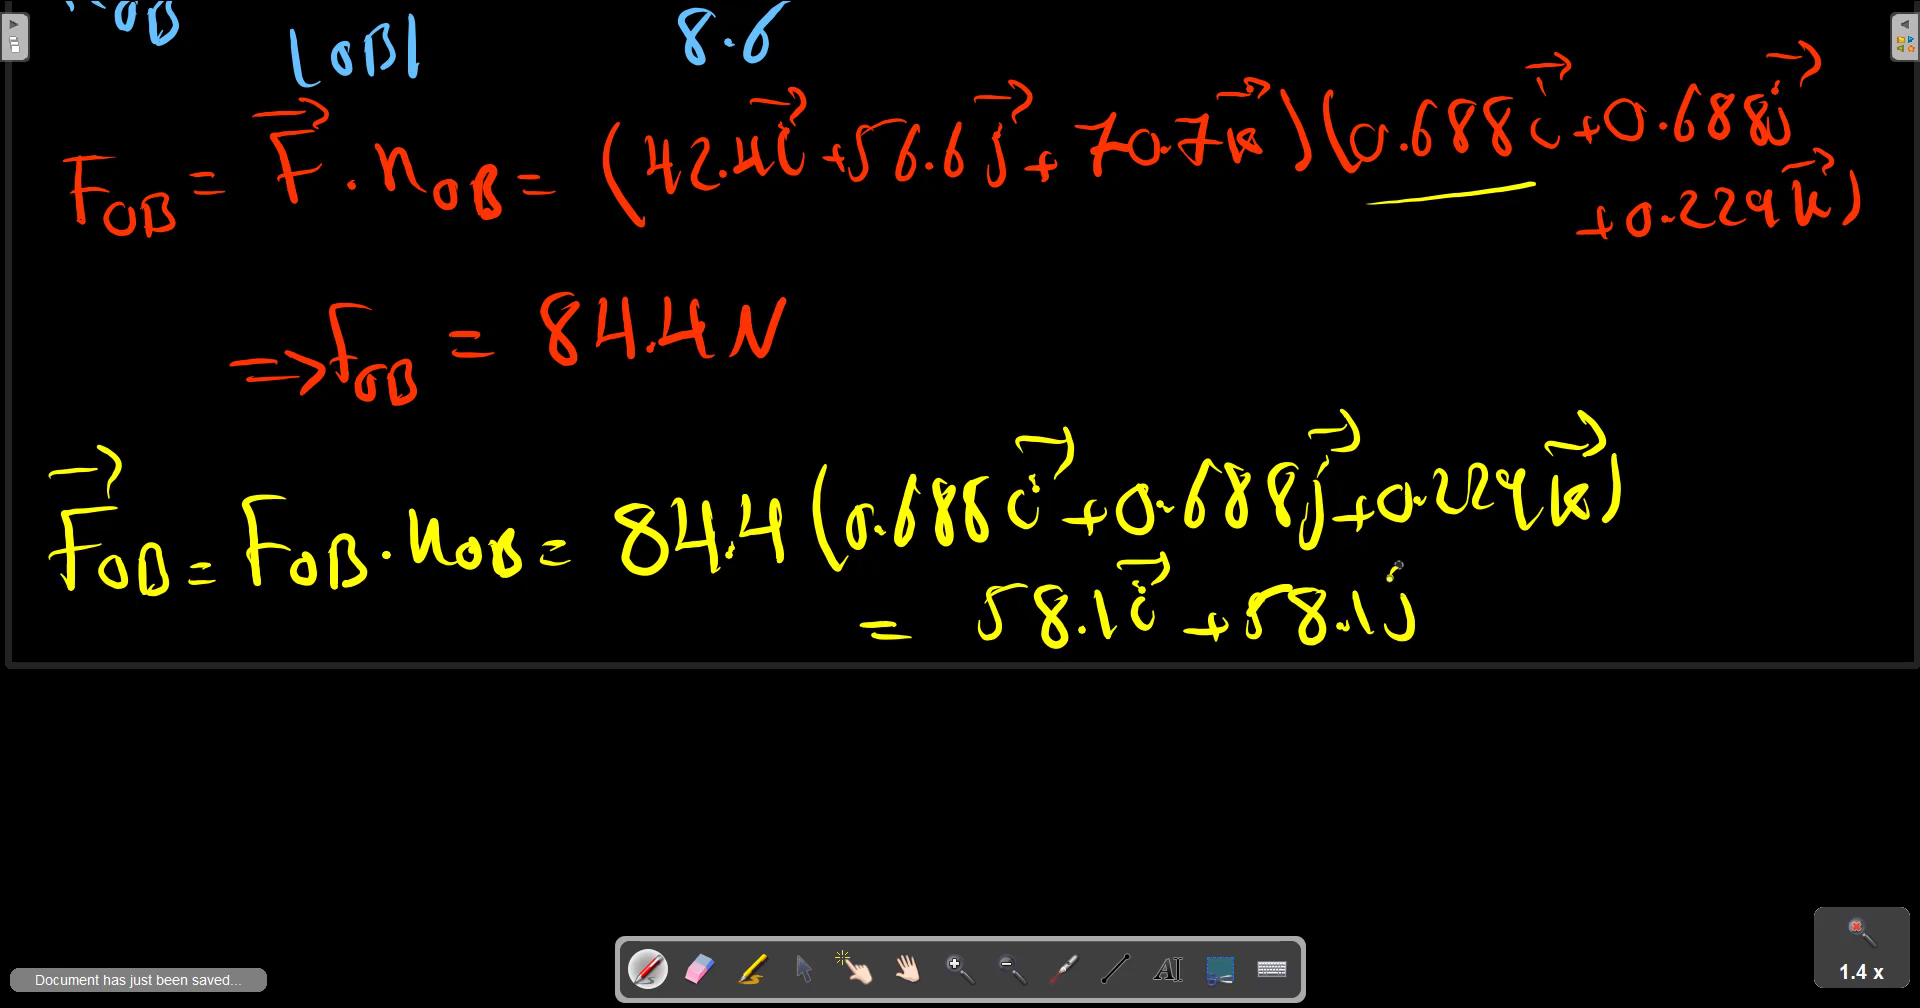 n_OB |OB| 8.6
F_OB = F⃗ . n_OB = (42.4i⃗ + 56.6j⃗ + 70.7k⃗)(0.688i⃗ + 0.688j⃗
+ 0.229k⃗)
=> F_OB = 84.4 N
F⃗_OB = F_OB . n_OB = 84.4 (0.688i⃗ + 0.688j⃗ + 0.229k⃗)
= 58.1i⃗ + 58.1j
Document has just been saved...
1.4 x